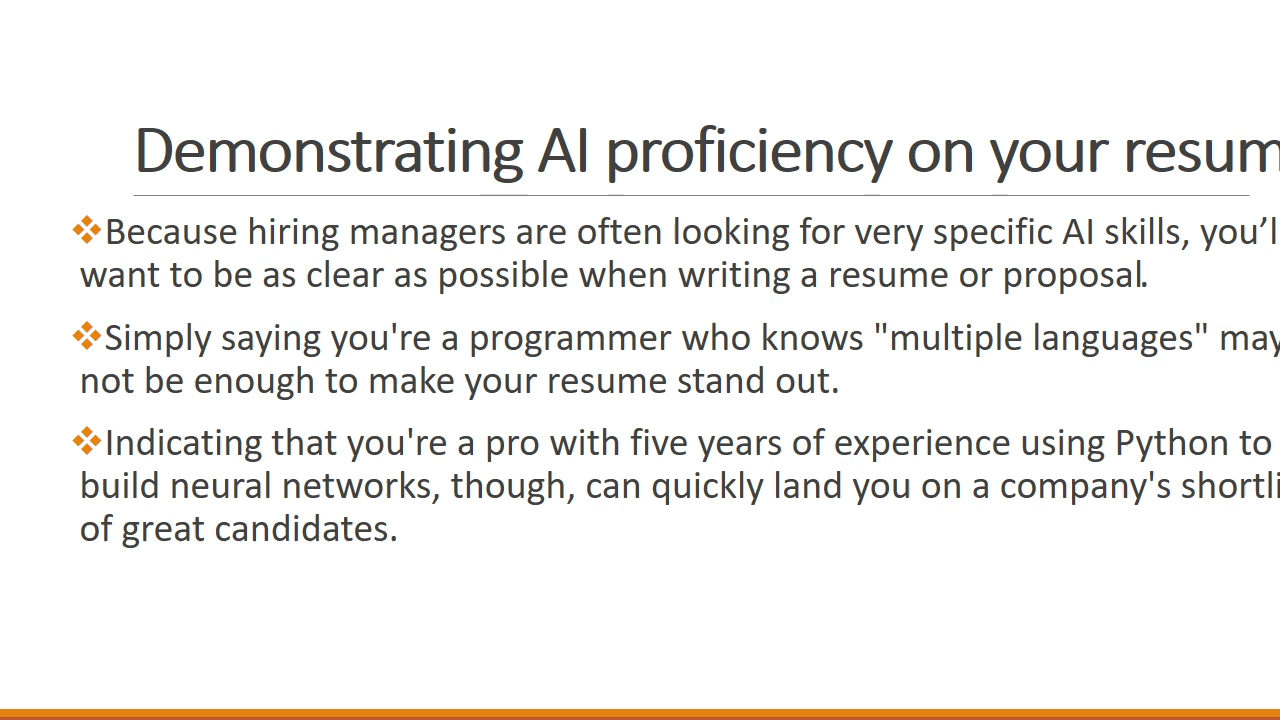 Demonstrating AI proficiency on your resum
❖Because hiring managers are often looking for very specific AI skills, you’ll
want to be as clear as possible when writing a resume or proposal.
❖Simply saying you're a programmer who knows "multiple languages" may
not be enough to make your resume stand out.
❖Indicating that you're a pro with five years of experience using Python to
build neural networks, though, can quickly land you on a company's shortli
of great candidates.